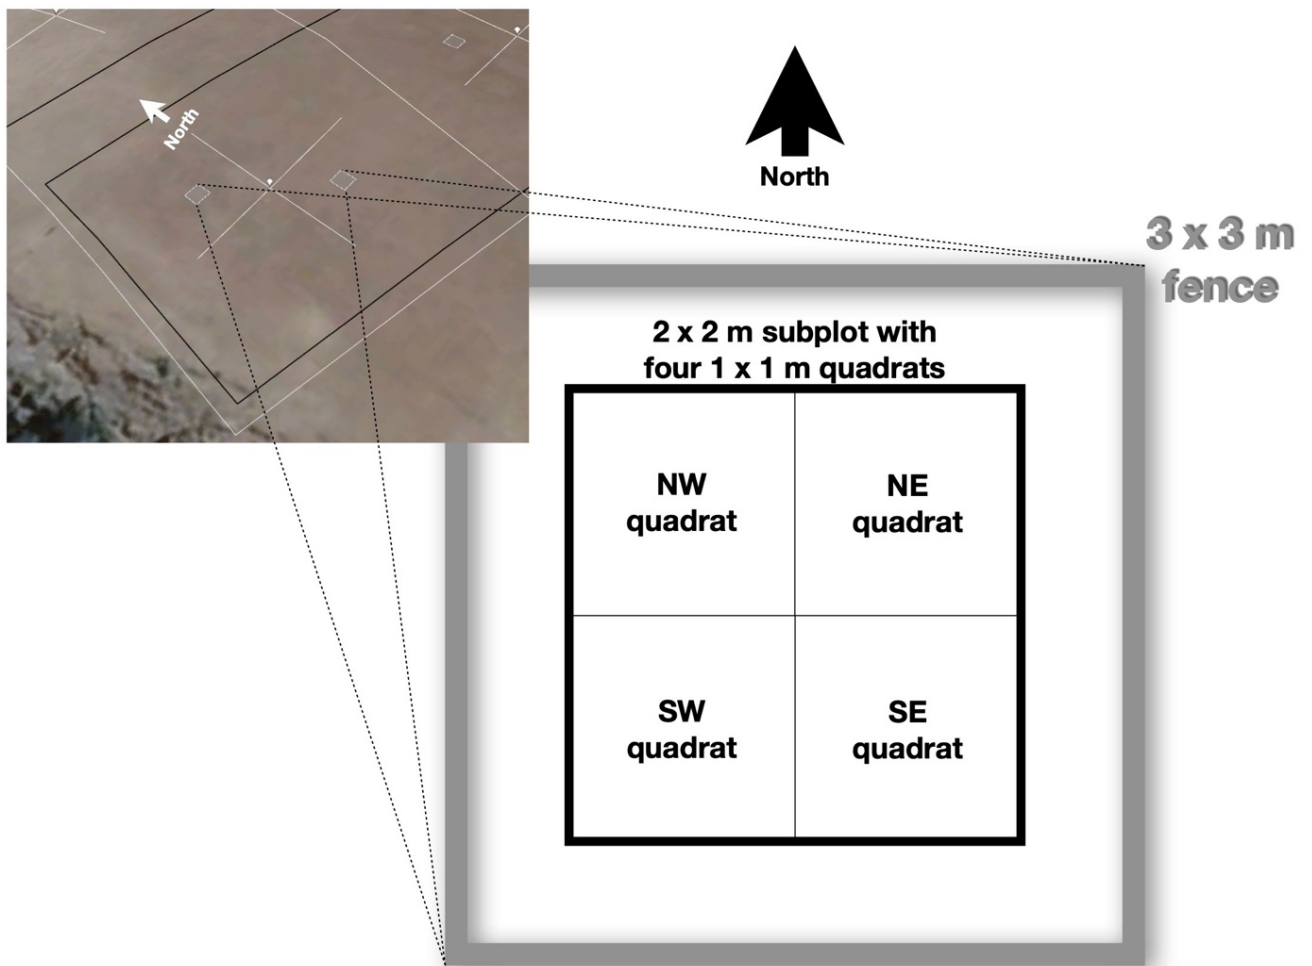 North
North
3 x 3 m
fence
2 x 2 m subplot with
four 1 x 1 m quadrats
NW
quadrat
NE
quadrat
SW
quadrat
SE
quadrat